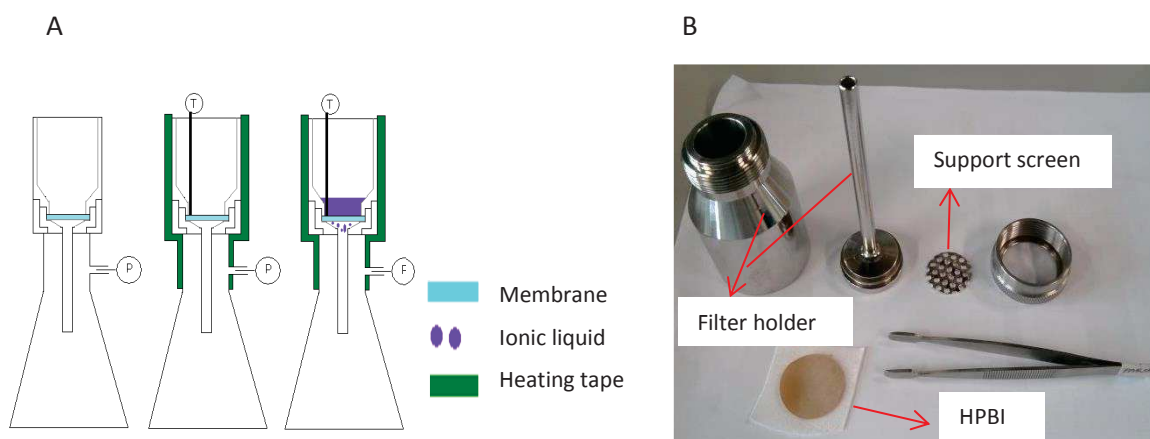 A
B
T
T
P
P
F
Membrane
Ionic liquid
Heating tape
Support screen
Filter holder
HPBI